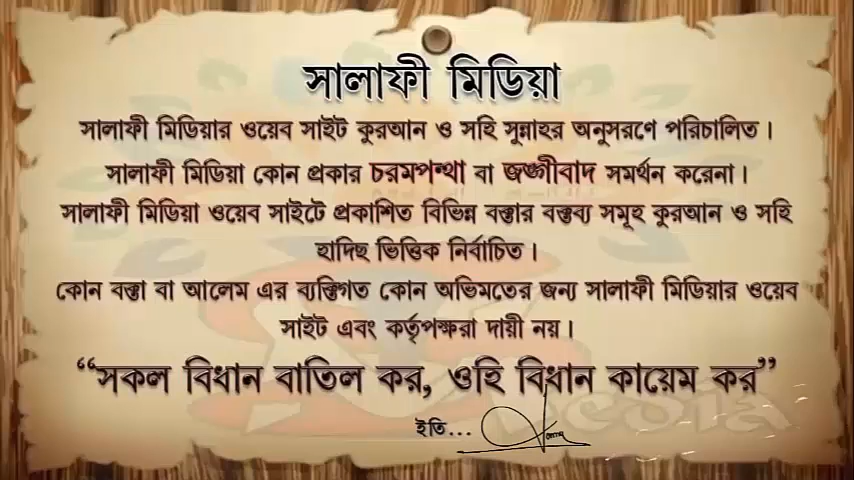 সালাফী মিডিয়া
সালাফী মিডিয়ার ওয়েব সাইট কুরআন ও সহি সুন্নাহর অনুসরণে পরিচালিত।
সালাফী মিডিয়া কোন প্রকার চরমপন্থা বা জঙ্গীবাদ সমর্থন করেনা।
সালাফী মিডিয়া ওয়েব সাইটে প্রকাশিত বিভিন্ন বক্তার বক্তব্য সমূহ কুরআন ও সহি
হাদিছ ভিত্তিক নির্বাচিত।
কোন বক্তা বা আলেম এর ব্যক্তিগত কোন অভিমতের জন্য সালাফী মিডিয়ার ওয়েব
সাইট এবং কর্তৃপক্ষরা দায়ী নয়।
“সকল বিধান বাতিল কর, ওহি বিধান কায়েম কর”
ইতি...